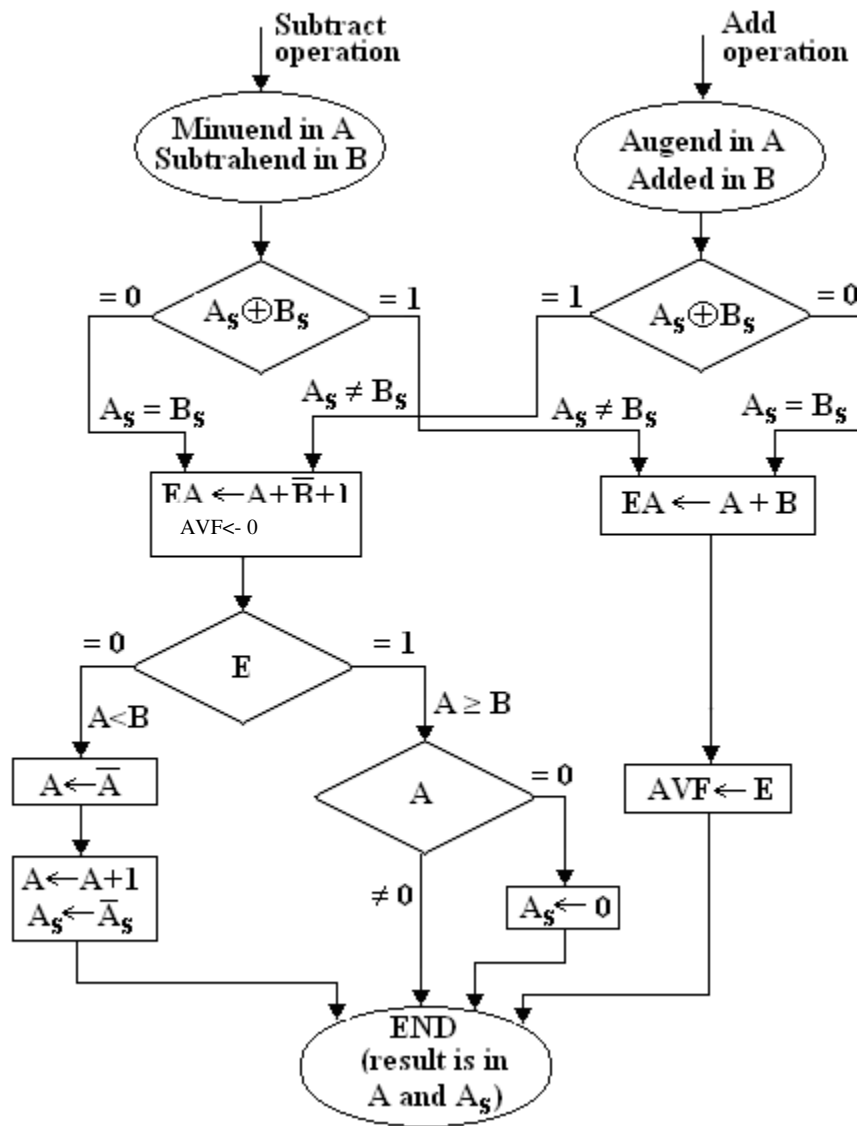 Subtract
operation
Add
operation
Minuend in A
Subtrahend in B
Augend in A
Added in B
= 0
A𝐬⊕B𝐬
= 1
= 1
A𝐬⊕B𝐬
= 0
A𝐬 = B𝐬
A𝐬 ≠ B𝐬
A𝐬 ≠ B𝐬
A𝐬 = B𝐬
EA ← A+B̅+1
AVF<- 0
EA ← A + B
= 0
E
= 1
A<B
A ≥ B
A←A̅
A
= 0
AVF← E
A←A+1
A𝐬←A̅𝐬
≠ 0
A𝐬← 0
END
(result is in
A and A𝐬)